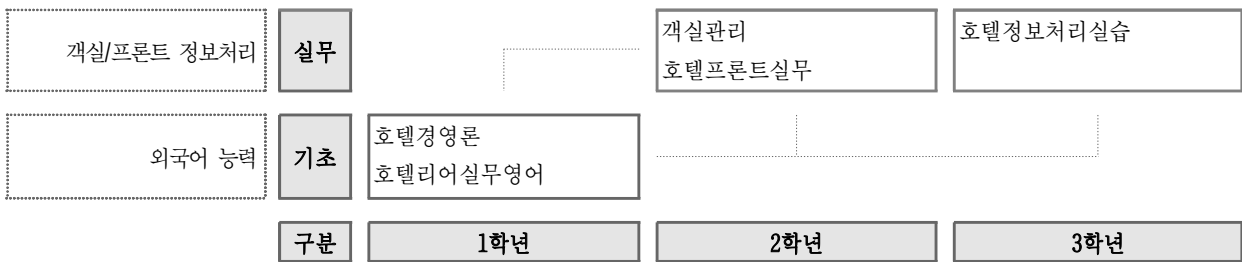 객실/프론트 정보처리
실무
객실관리
호텔프론트실무
호텔정보처리실습
외국어 능력
기초
호텔경영론
호텔리어실무영어
구분
1학년
2학년
3학년